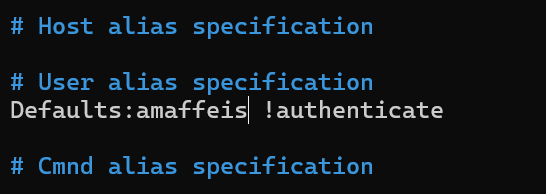 # Host alias specification
# User alias specification
Defaults:amaffeis !authenticate
# Cmnd alias specification